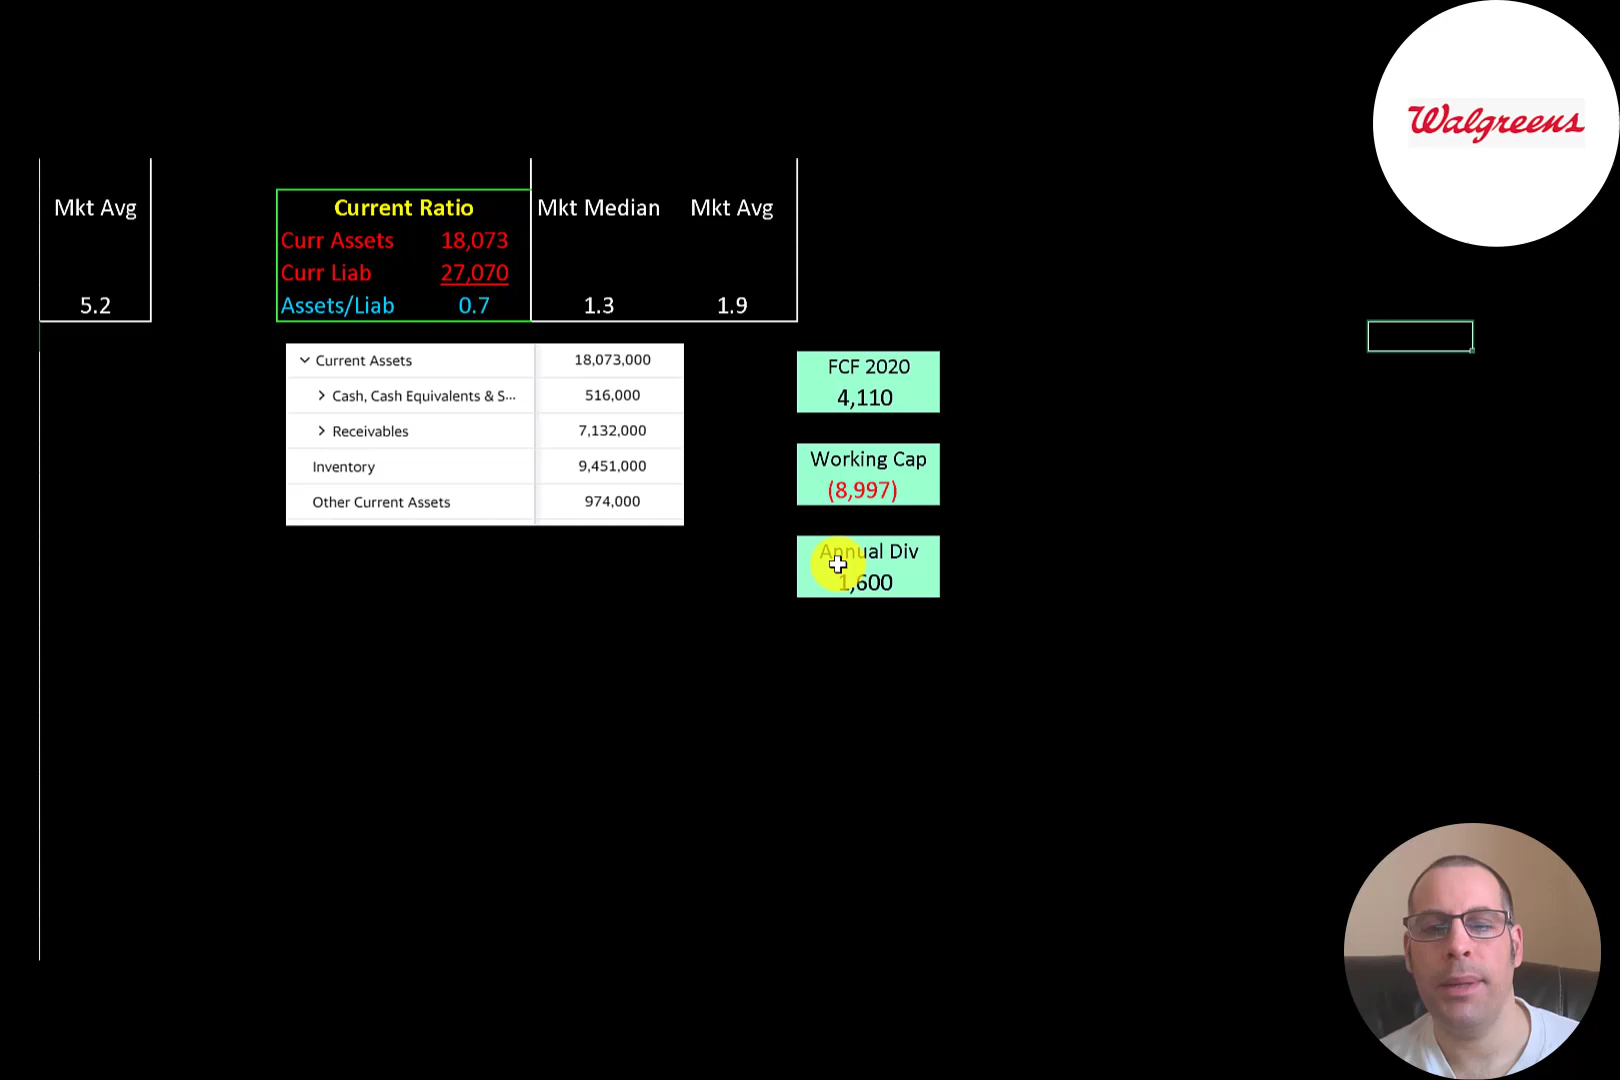 Walgreens
Mkt Avg
5.2
Current Ratio
Curr Assets 18,073
Curr Liab 27,070
Assets/Liab 0.7
Mkt Median Mkt Avg
1.3 1.9
Current Assets 18,073,000
Cash, Cash Equivalents & S... 516,000
Receivables 7,132,000
Inventory 9,451,000
Other Current Assets 974,000
FCF 2020
4,110
Working Cap
(8,997)
Annual Div
1,600